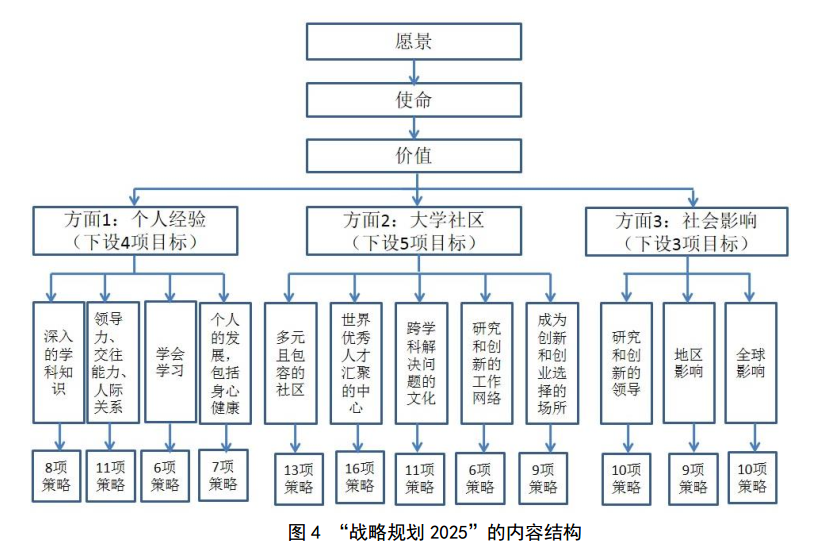 愿景
使命
价值
方面1：个人经验
（下设4项目标）
方面2：大学社区
（下设5项目标）
方面3：社会影响
（下设3项目标）
深入
的学
科知
识
领导
力、
交往
能力、
人际
关系
学会
学习
个人
的发
展，
包括
身心
健康
多元
且包
容的
社区
世界
优秀
人才
汇聚
的中
心
跨学
科解
决问
题的
文化
研究
和创
新的
工作
网络
成为
创新
和创
业选
择的
场所
研究
和创
新的
领导
地区
影响
全球
影响
8项
策略
11项
策略
6项
策略
7项
策略
13项
策略
16项
策略
11项
策略
6项
策略
9项
策略
10项
策略
9项
策略
10项
策略
图 4 “战略规划 2025”的内容结构